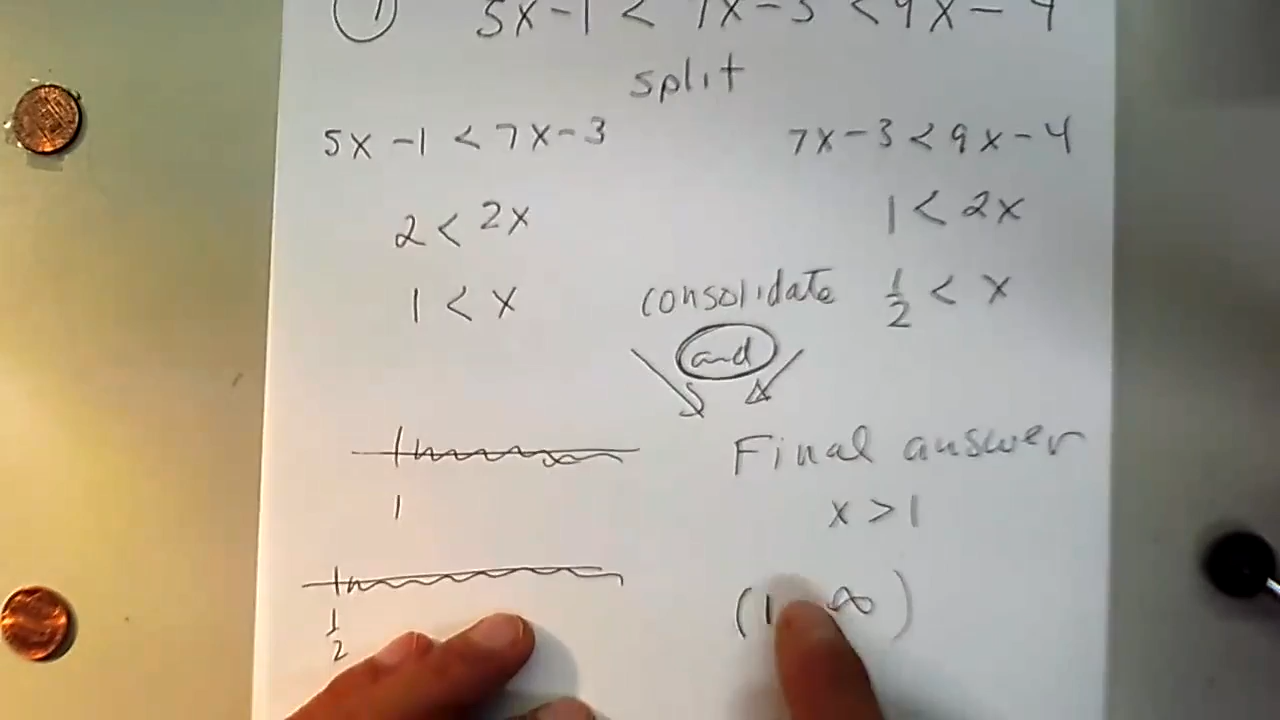 1 5x-1 < 7x-3 < 9x-4
split
5x-1 < 7x-3 7x-3 < 9x-4
2 < 2x 1 < 2x
1 < x consolidate 1/2 < x
and
Final answer
1 x > 1
1/2 (1 ∞)